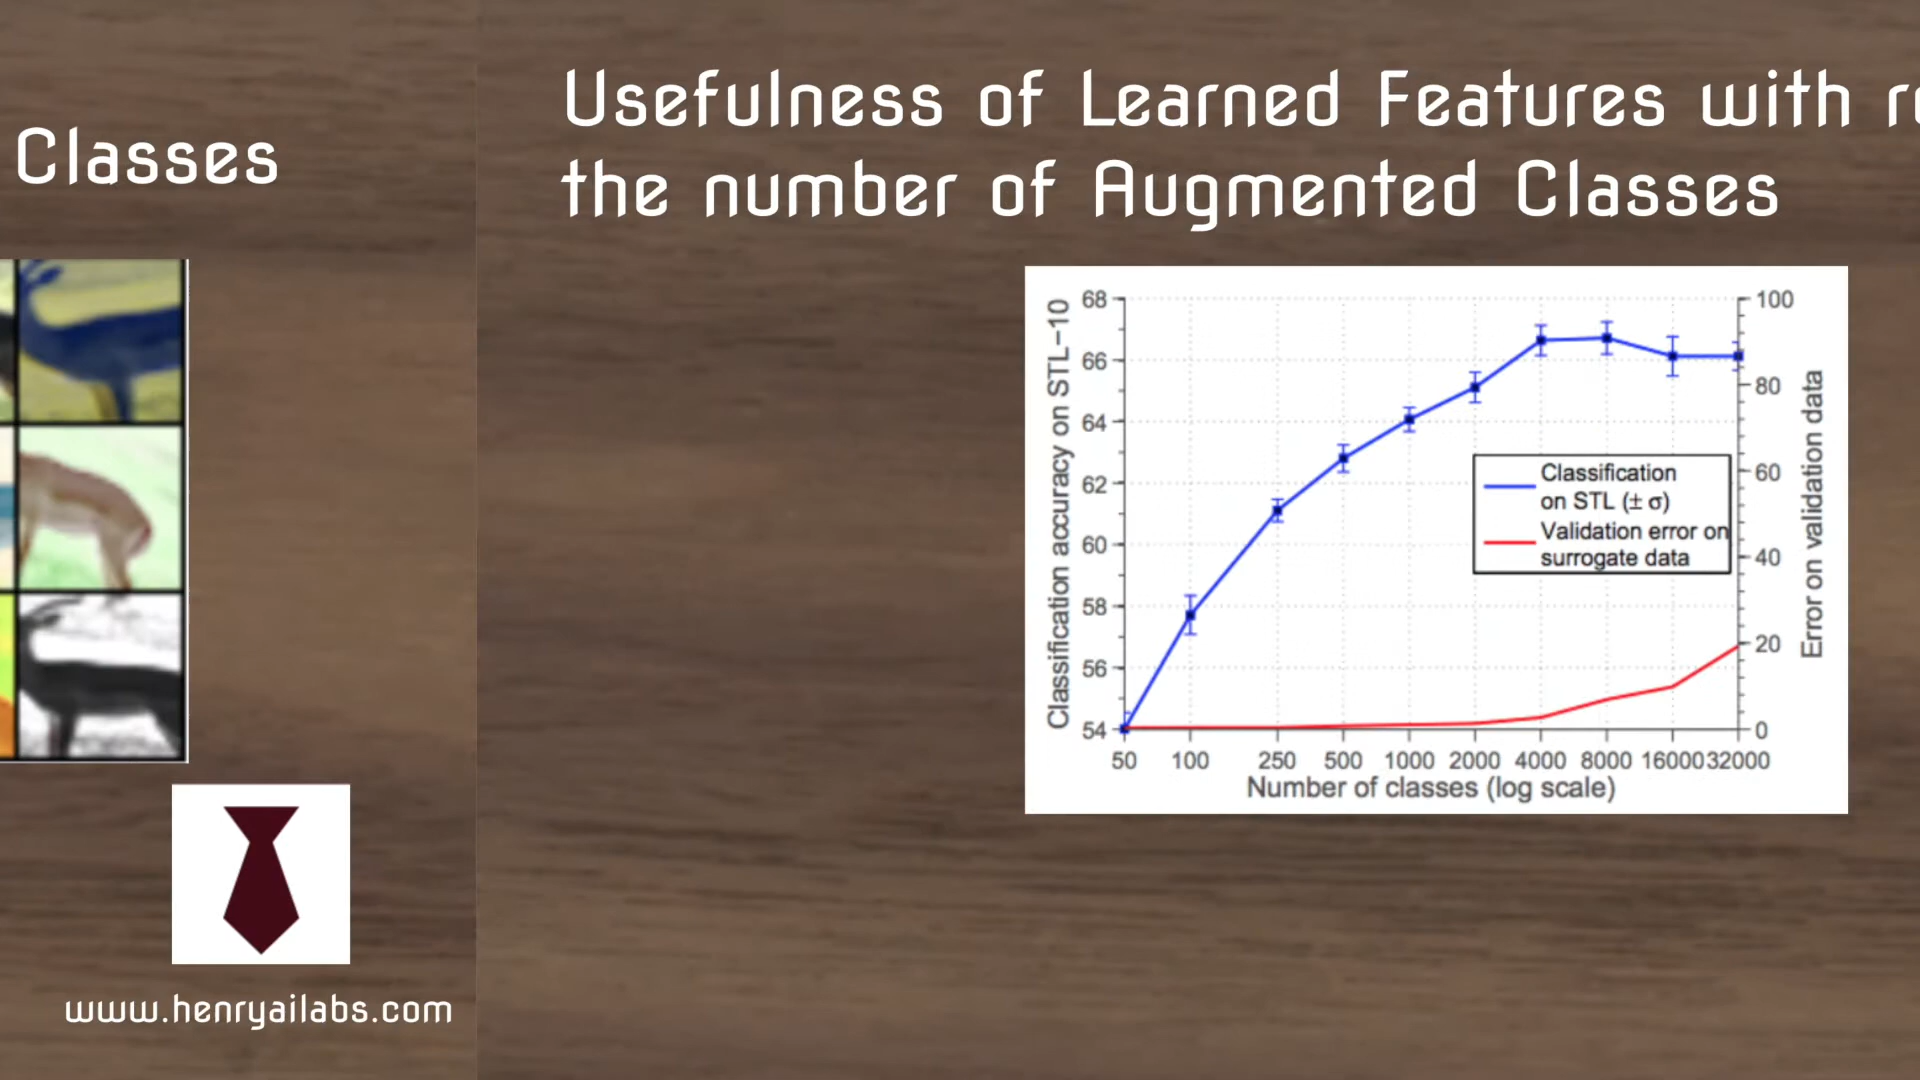 Classes
www.henryailabs.com
Usefulness of Learned Features with
the number of Augmented Classes
Classification accuracy on STL-10
68
66
64
62
60
58
56
54
Classification
on STL (± σ)
Validation error on
surrogate data
100
80
60
40
20
0
Error on validation data
50 100 250 500 1000 2000 4000 8000 16000 32000
Number of classes (log scale)